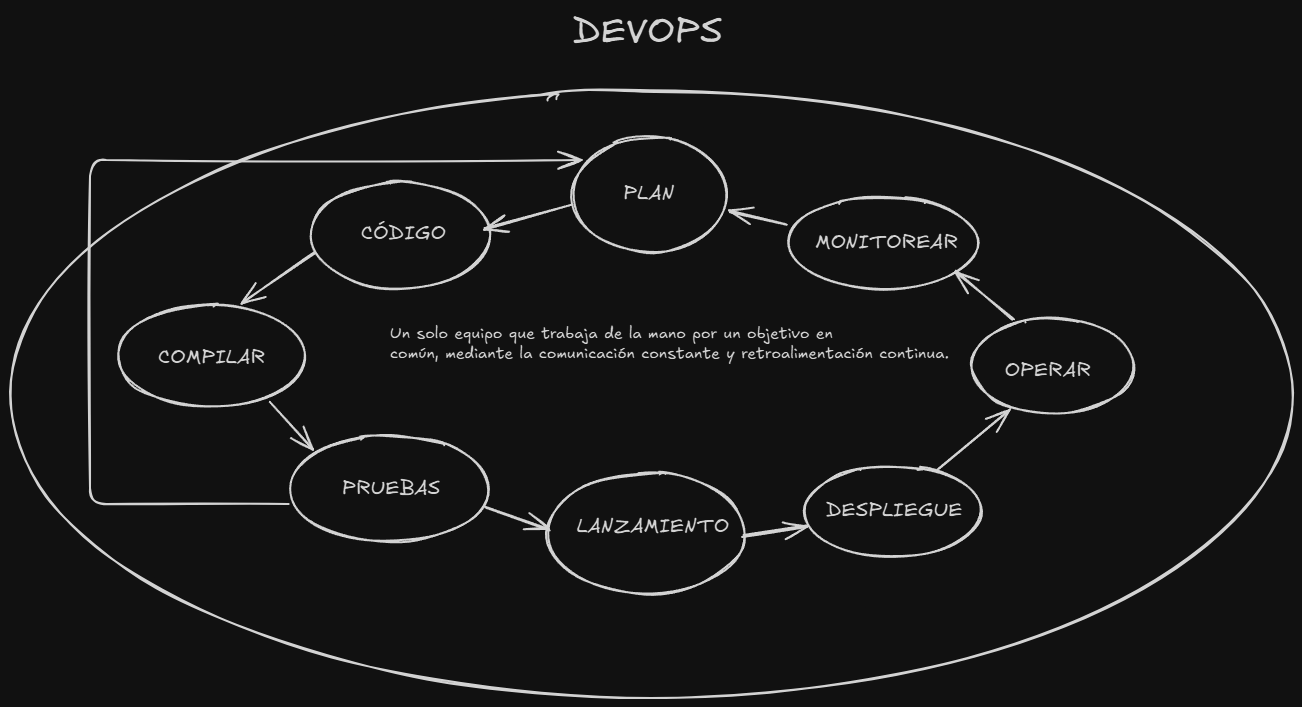 DEVOPS
PLAN
CÓDIGO
MONITOREAR
COMPILAR
Un solo equipo que trabaja de la mano por un objetivo en
común, mediante la comunicación constante y retroalimentación continua.
OPERAR
PRUEBAS
LANZAMIENTO
DESPLIEGUE